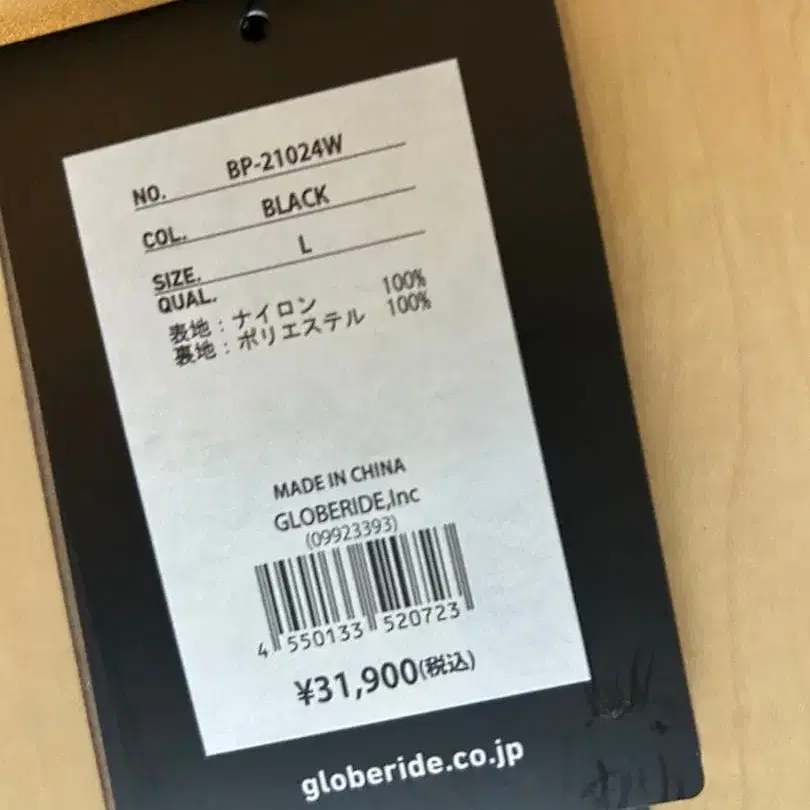 NO. BP-21024W
COL. BLACK
SIZE. L
QUAL.
表地：ナイロン 100%
裏地：ポリエステル 100%
MADE IN CHINA
GLOBERIDE,Inc
(09923393)
4 550133 520723
¥31,900(税込)
globeride.co.jp